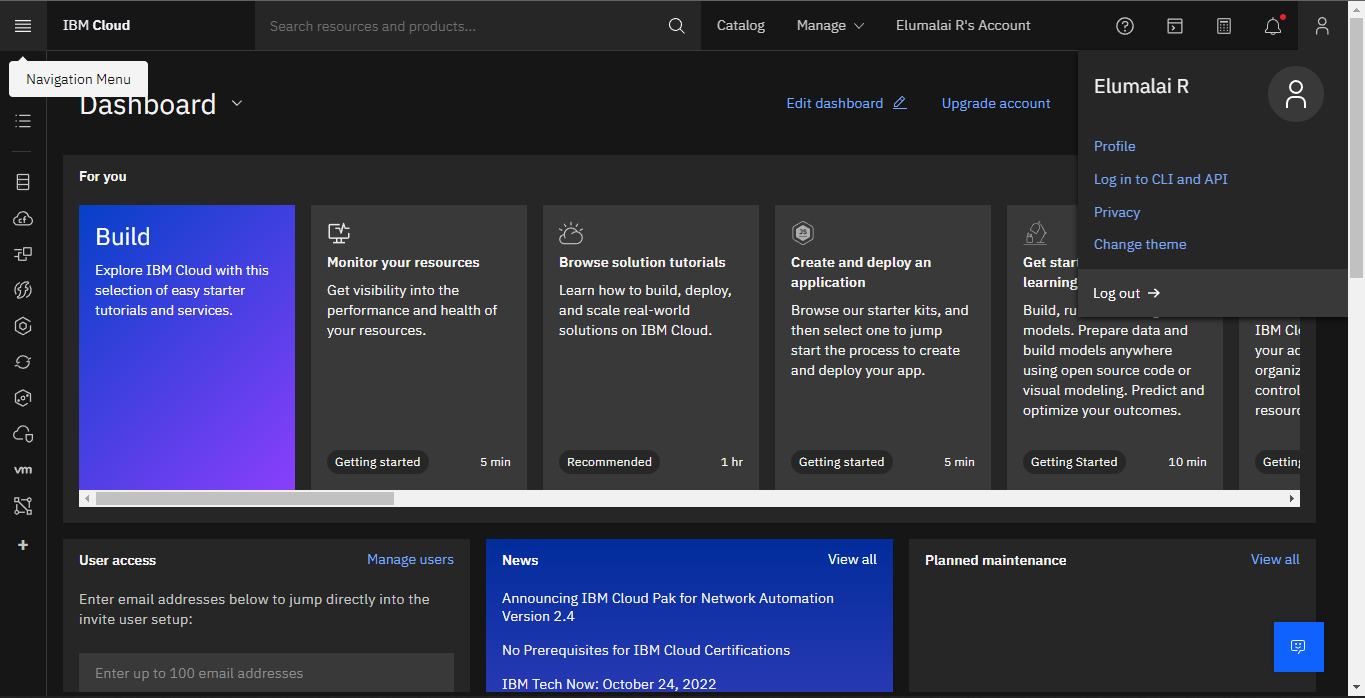 IBM Cloud
Search resources and products...
Catalog
Manage
Elumalai R's Account
Navigation Menu
Dashboard
Edit dashboard
Upgrade account
Elumalai R
Profile
Log in to CLI and API
Privacy
Change theme
Log out
For you
Build
Explore IBM Cloud with this
selection of easy starter
tutorials and services.
Monitor your resources
Get visibility into the
performance and health of
your resources.
Getting started
5 min
Browse solution tutorials
Learn how to build, deploy,
and scale real-world
solutions on IBM Cloud.
Recommended
1 hr
JS
Create and deploy an
application
Browse our starter kits, and
then select one to jump
start the process to create
and deploy your app.
Getting started
5 min
Get star
learning
Build, ru
models. Prepare data and
build models anywhere
using open source code or
visual modeling. Predict and
optimize your outcomes.
Getting Started
10 min
IBM Cl
your ac
organiz
control
resourc
Getting
cf
vm
User access
Manage users
Enter email addresses below to jump directly into the
invite user setup:
Enter up to 100 email addresses
News
View all
Announcing IBM Cloud Pak for Network Automation
Version 2.4
No Prerequisites for IBM Cloud Certifications
IBM Tech Now: October 24, 2022
Planned maintenance
View all